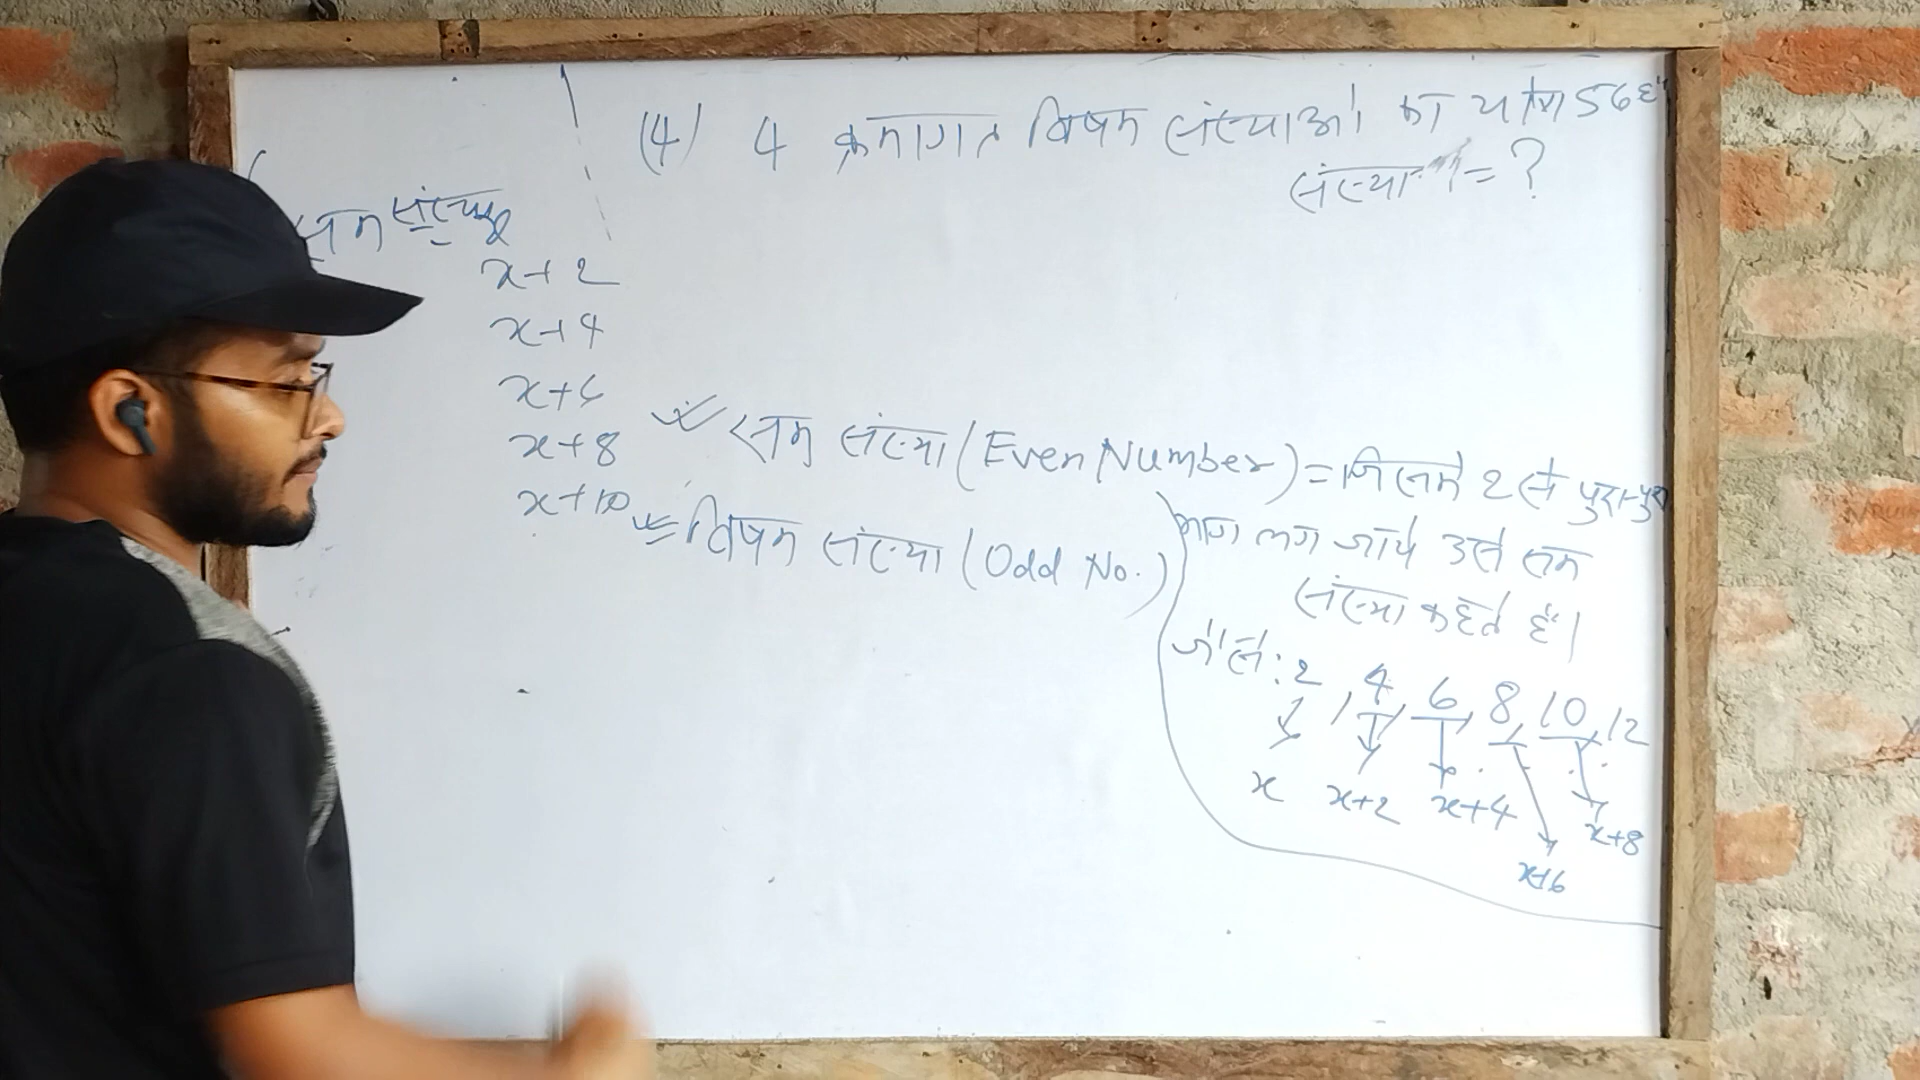 (4) 4 क्रमागत विषम संख्याओं का योग 56 है
संख्या = ?
सम संख्या
x+2
x+4
x+6
x+8
x+10
सम संख्या (Even Number) = जिसमे 2 से पुरा-पुरा
भाग लग जाये उसे सम
संख्या कहते है।
विषम संख्या (Odd No.)
जैसे: 2, 4, 6, 8, 10, 12
x x+2 x+4 x+6 x+8